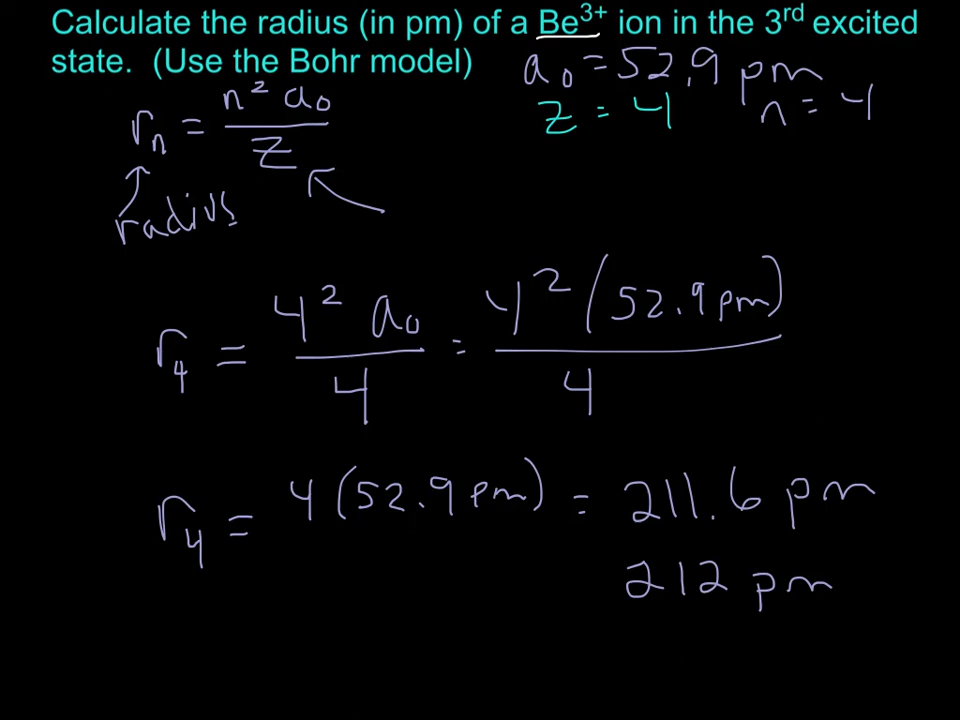 Calculate the radius (in pm) of a Be³⁺ ion in the 3ʳᵈ excited
state. (Use the Bohr model)
a₀ = 52.9 pm
Z = 4 n = 4
rₙ = n² a₀ / Z
radius
r₄ = 4² a₀ / 4 = 4² (52.9 pm) / 4
r₄ = 4 (52.9 pm) = 211.6 pm
212 pm